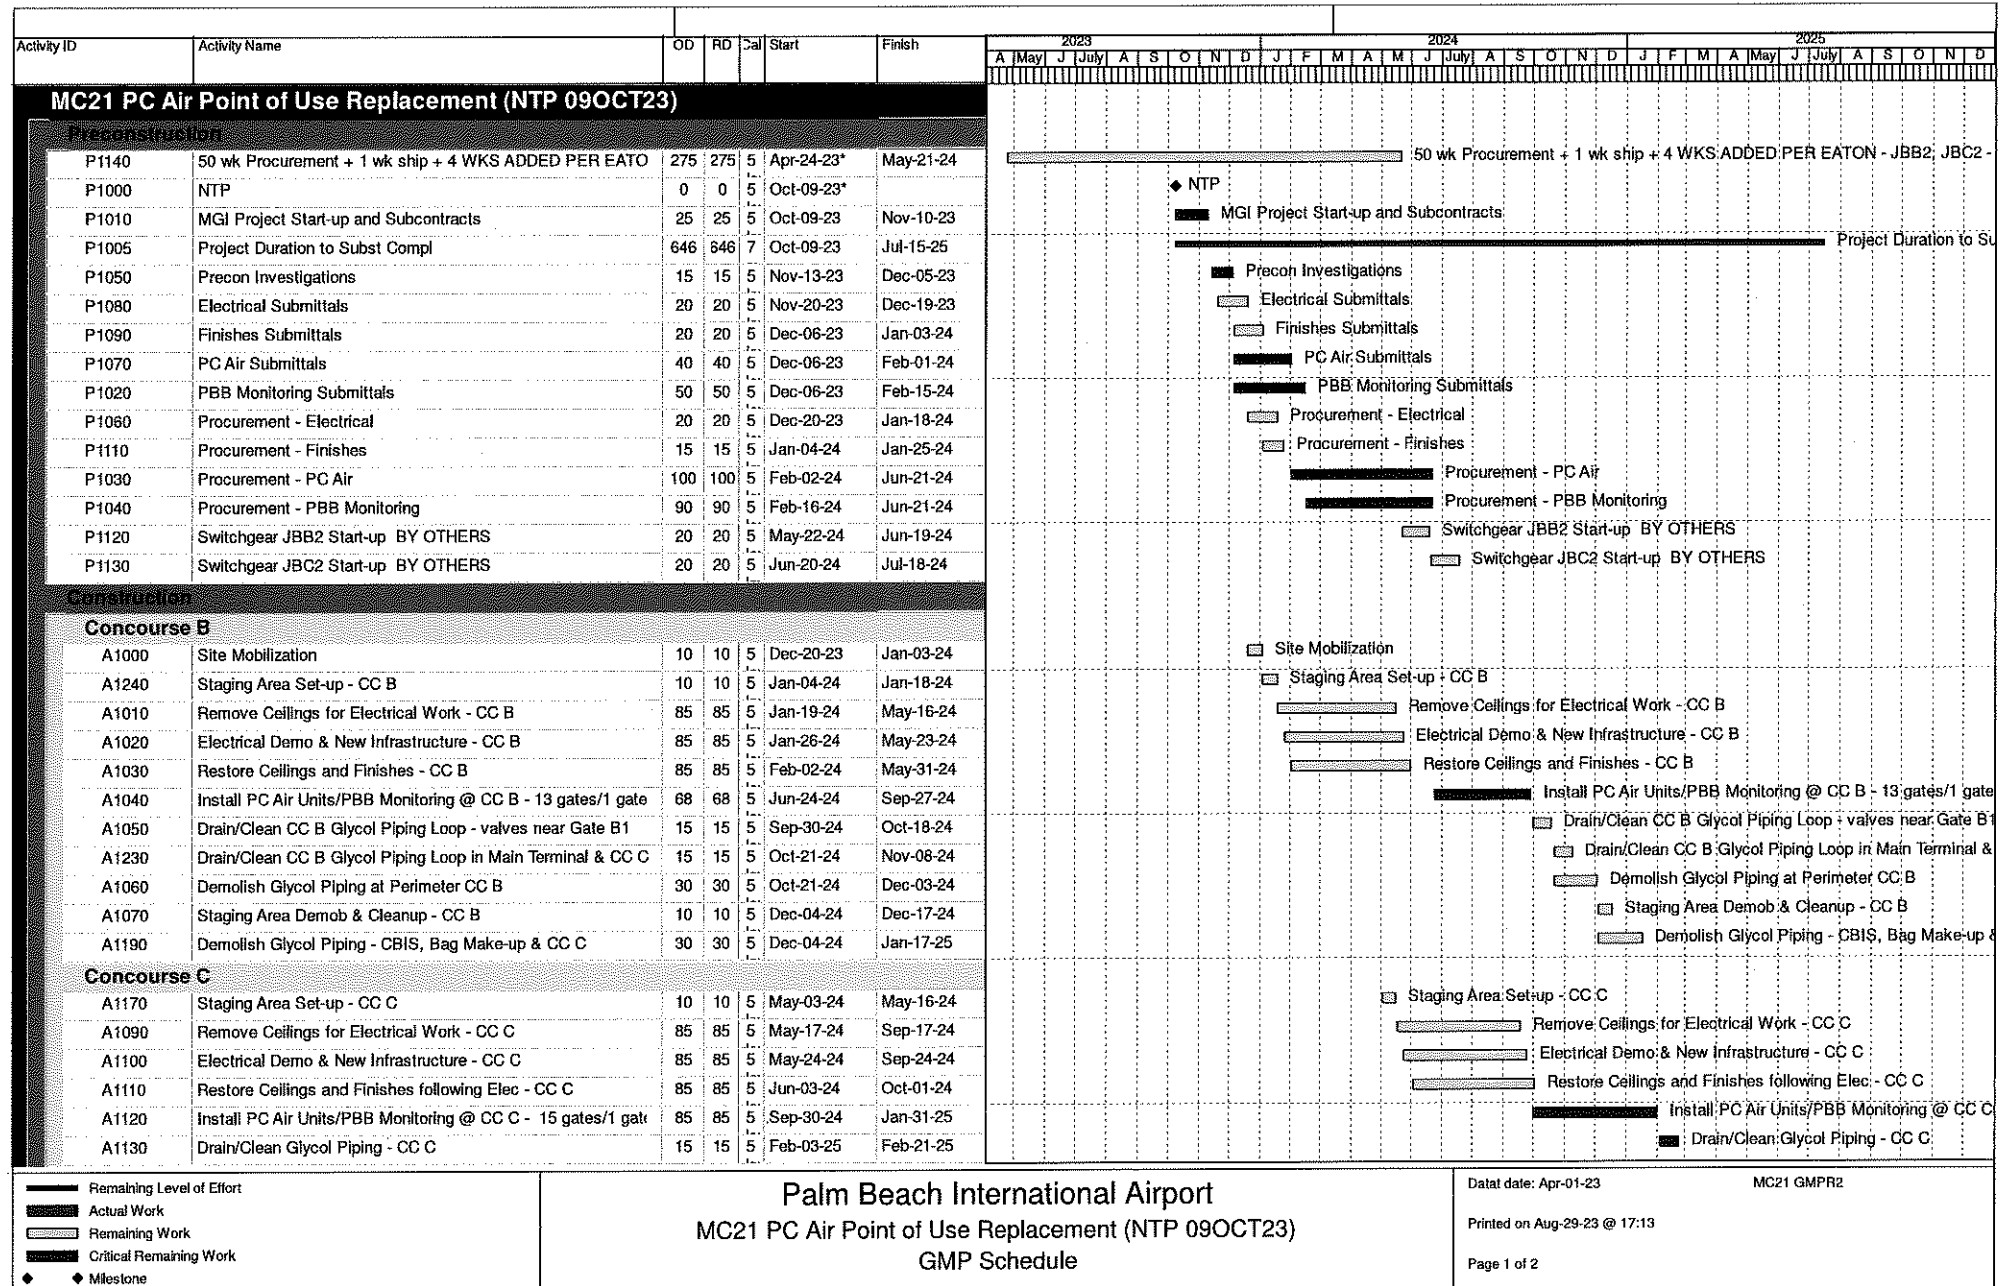 Activity ID Activity Name OD RD Cal Start Finish 2023 2024 2025
A May J July A S O N D J F M A M J July A S O N D J F M A May J July A S O N D
MC21 PC Air Point of Use Replacement (NTP 09OCT23)
Preconstruction
P1140 50 wk Procurement + 1 wk ship + 4 WKS ADDED PER EATO 275 275 5 Apr-24-23* May-21-24 50 wk Procurement + 1 wk ship + 4 WKS ADDED PER EATON - JBB2, JBC2 -
P1000 NTP 0 0 5 Oct-09-23* NTP
P1010 MGI Project Start-up and Subcontracts 25 25 5 Oct-09-23 Nov-10-23 MGI Project Start-up and Subcontracts
P1005 Project Duration to Subst Compl 646 646 7 Oct-09-23 Jul-15-25 Project Duration to Su
P1050 Precon Investigations 15 15 5 Nov-13-23 Dec-05-23 Precon Investigations
P1080 Electrical Submittals 20 20 5 Nov-20-23 Dec-19-23 Electrical Submittals
P1090 Finishes Submittals 20 20 5 Dec-06-23 Jan-03-24 Finishes Submittals
P1070 PC Air Submittals 40 40 5 Dec-06-23 Feb-01-24 PC Air Submittals
P1020 PBB Monitoring Submittals 50 50 5 Dec-06-23 Feb-15-24 PBB Monitoring Submittals
P1060 Procurement - Electrical 20 20 5 Dec-20-23 Jan-18-24 Procurement - Electrical
P1110 Procurement - Finishes 15 15 5 Jan-04-24 Jan-25-24 Procurement - Finishes
P1030 Procurement - PC Air 100 100 5 Feb-02-24 Jun-21-24 Procurement - PC Air
P1040 Procurement - PBB Monitoring 90 90 5 Feb-16-24 Jun-21-24 Procurement - PBB Monitoring
P1120 Switchgear JBB2 Start-up BY OTHERS 20 20 5 May-22-24 Jun-19-24 Switchgear JBB2 Start-up BY OTHERS
P1130 Switchgear JBC2 Start-up BY OTHERS 20 20 5 Jun-20-24 Jul-18-24 Switchgear JBC2 Start-up BY OTHERS
Construction
Concourse B
A1000 Site Mobilization 10 10 5 Dec-20-23 Jan-03-24 Site Mobilization
A1240 Staging Area Set-up - CC B 10 10 5 Jan-04-24 Jan-18-24 Staging Area Set-up - CC B
A1010 Remove Ceilings for Electrical Work - CC B 85 85 5 Jan-19-24 May-16-24 Remove Ceilings for Electrical Work - CC B
A1020 Electrical Demo & New Infrastructure - CC B 85 85 5 Jan-26-24 May-23-24 Electrical Demo & New Infrastructure - CC B
A1030 Restore Ceilings and Finishes - CC B 85 85 5 Feb-02-24 May-31-24 Restore Ceilings and Finishes - CC B
A1040 Install PC Air Units/PBB Monitoring @ CC B - 13 gates/1 gate 68 68 5 Jun-24-24 Sep-27-24 Install PC Air Units/PBB Monitoring @ CC B - 13 gates/1 gate
A1050 Drain/Clean CC B Glycol Piping Loop - valves near Gate B1 15 15 5 Sep-30-24 Oct-18-24 Drain/Clean CC B Glycol Piping Loop - valves near Gate B1
A1230 Drain/Clean CC B Glycol Piping Loop in Main Terminal & CC C 15 15 5 Oct-21-24 Nov-08-24 Drain/Clean CC B Glycol Piping Loop in Main Terminal &
A1060 Demolish Glycol Piping at Perimeter CC B 30 30 5 Oct-21-24 Dec-03-24 Demolish Glycol Piping at Perimeter CC B
A1070 Staging Area Demob & Cleanup - CC B 10 10 5 Dec-04-24 Dec-17-24 Staging Area Demob & Cleanup - CC B
A1190 Demolish Glycol Piping - CBIS, Bag Make-up & CC C 30 30 5 Dec-04-24 Jan-17-25 Demolish Glycol Piping - CBIS, Bag Make-up &
Concourse C
A1170 Staging Area Set-up - CC C 10 10 5 May-03-24 May-16-24 Staging Area Set-up - CC C
A1090 Remove Ceilings for Electrical Work - CC C 85 85 5 May-17-24 Sep-17-24 Remove Ceilings for Electrical Work - CC C
A1100 Electrical Demo & New Infrastructure - CC C 85 85 5 May-24-24 Sep-24-24 Electrical Demo & New Infrastructure - CC C
A1110 Restore Ceilings and Finishes following Elec - CC C 85 85 5 Jun-03-24 Oct-01-24 Restore Ceilings and Finishes following Elec - CC C
A1120 Install PC Air Units/PBB Monitoring @ CC C - 15 gates/1 gate 85 85 5 Sep-30-24 Jan-31-25 Install PC Air Units/PBB Monitoring @ CC C
A1130 Drain/Clean Glycol Piping - CC C 15 15 5 Feb-03-25 Feb-21-25 Drain/Clean Glycol Piping - CC C
Remaining Level of Effort
Actual Work
Remaining Work
Critical Remaining Work
Milestone
Palm Beach International Airport
MC21 PC Air Point of Use Replacement (NTP 09OCT23)
GMP Schedule
Datat date: Apr-01-23 MC21 GMPR2
Printed on Aug-29-23 @ 17:13
Page 1 of 2